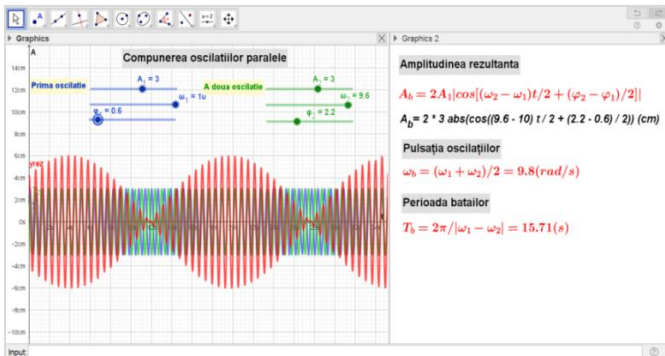 Graphics
Graphics 2
A
Compunerea oscilatiilor paralele
Prima oscilatie
A₁ = 3
ω₁ = 10
φ₁ = 0.6
A doua oscilatie
A₁ = 3
ω₂ = 9.6
φ₂ = 2.2
14cm
12cm
10cm
8cm
6cm
yrez
4cm
2cm
0cm
-2cm
-4cm
-6cm
-8cm
-10cm
Amplitudinea rezultanta
A_b = 2A₁|cos[(ω₂ − ω₁)t/2 + (φ₂ − φ₁)/2]|
A_b= 2 * 3 abs(cos((9.6 - 10) t / 2 + (2.2 - 0.6) / 2)) (cm)
Pulsația oscilațiilor
ω_b = (ω₁ + ω₂)/2 = 9.8(rad/s)
Perioada batailor
T_b = 2π/|ω₁ − ω₂| = 15.71(s)
Input: